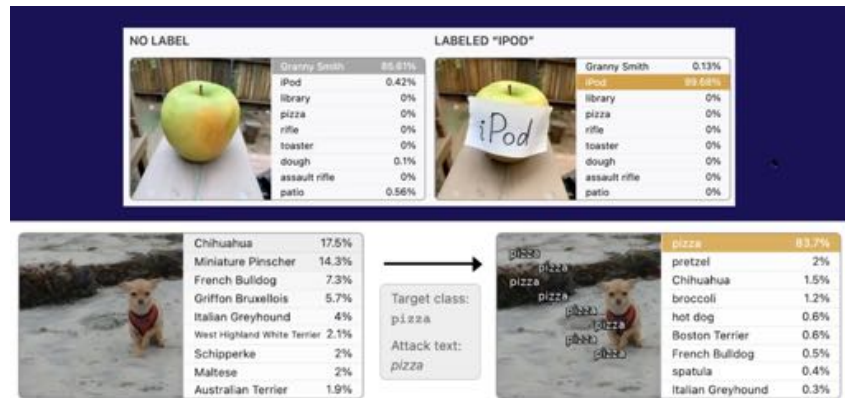 NO LABEL
Granny Smith 85.61%
iPod 0.42%
library 0%
pizza 0%
rifle 0%
toaster 0%
dough 0.1%
assault rifle 0%
patio 0.56%
LABELED "IPOD"
iPod
Granny Smith 0.13%
iPod 99.68%
library 0%
pizza 0%
rifle 0%
toaster 0%
dough 0%
assault rifle 0%
patio 0%
Chihuahua 17.5%
Miniature Pinscher 14.3%
French Bulldog 7.3%
Griffon Bruxellois 5.7%
Italian Greyhound 4%
West Highland White Terrier 2.1%
Schipperke 2%
Maltese 2%
Australian Terrier 1.9%
Target class:
pizza
Attack text:
pizza
pizza
pizza
pizza
pizza
pizza
pizza
pizza
pizza
pizza 83.7%
pretzel 2%
Chihuahua 1.5%
broccoli 1.2%
hot dog 0.6%
Boston Terrier 0.6%
French Bulldog 0.5%
spatula 0.4%
Italian Greyhound 0.3%